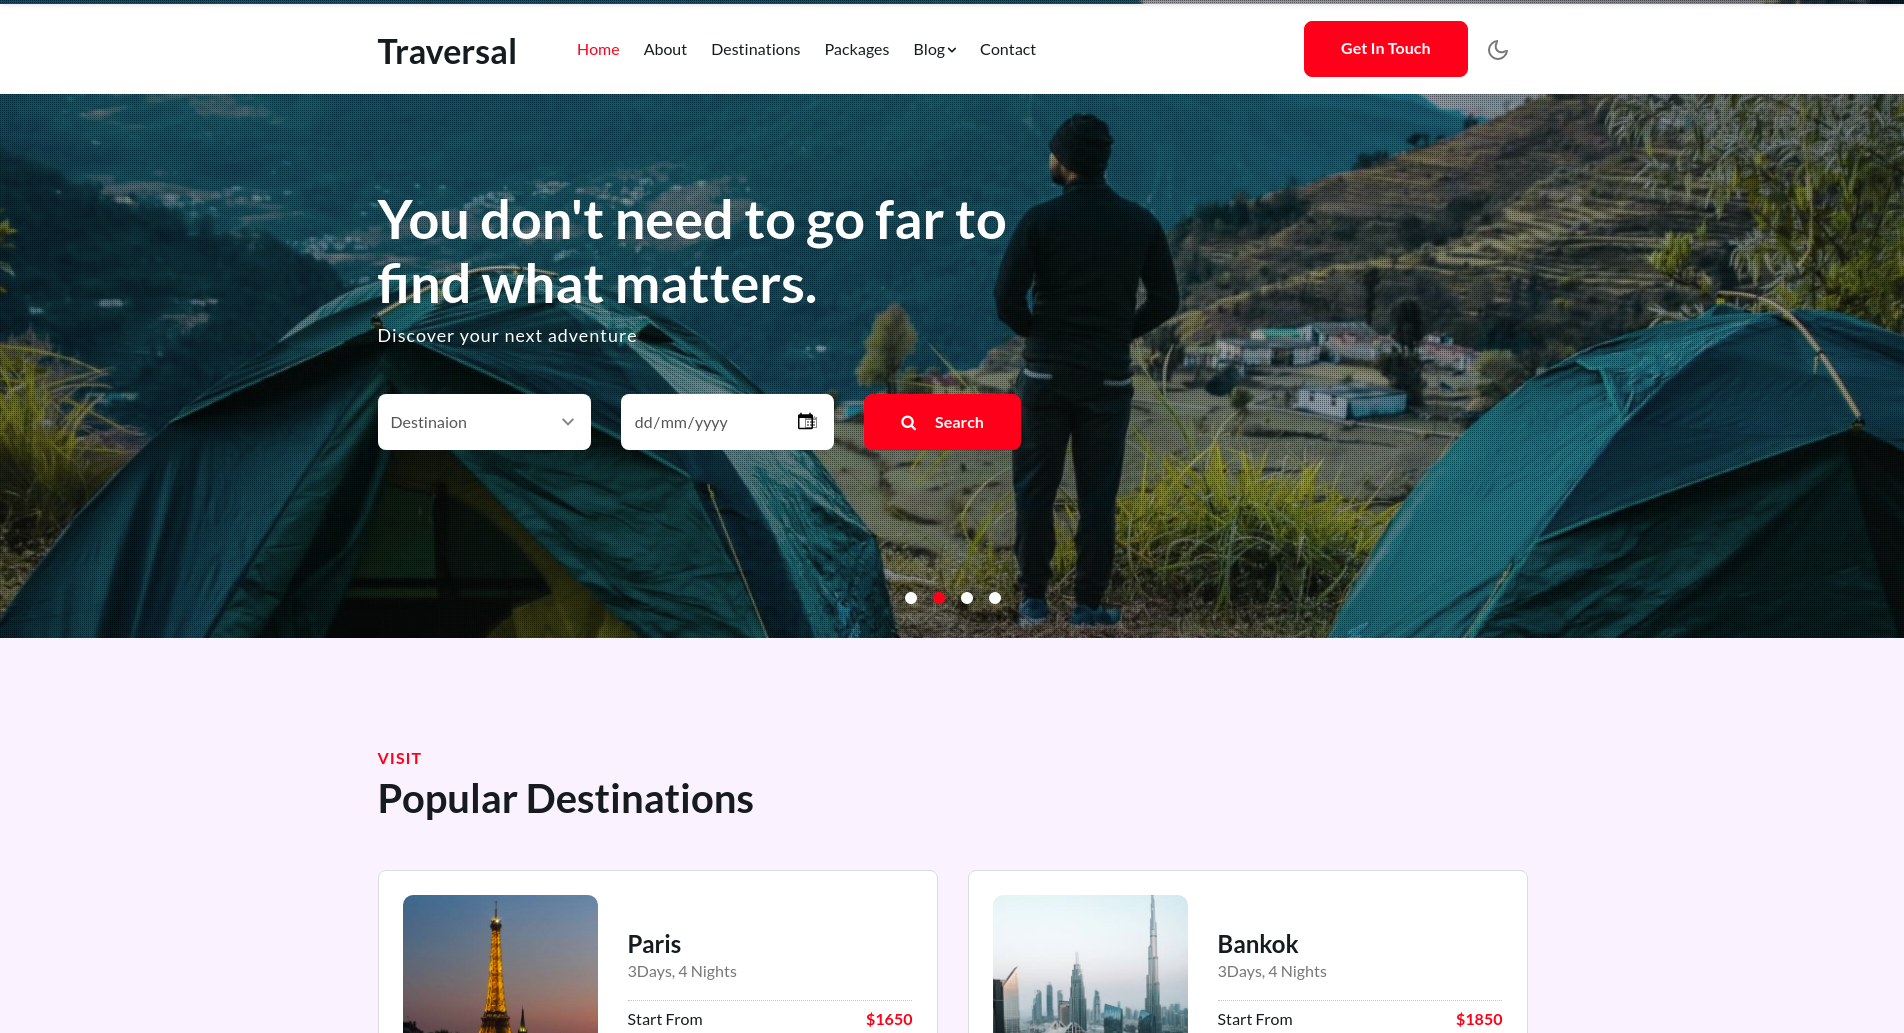 Traversal
Home About Destinations Packages Blog Contact
Get In Touch
You don't need to go far to
find what matters.
Discover your next adventure
Destinaion
dd/mm/yyyy
Search
VISIT
Popular Destinations
Paris
3Days, 4 Nights
Start From $1650
Bankok
3Days, 4 Nights
Start From $1850